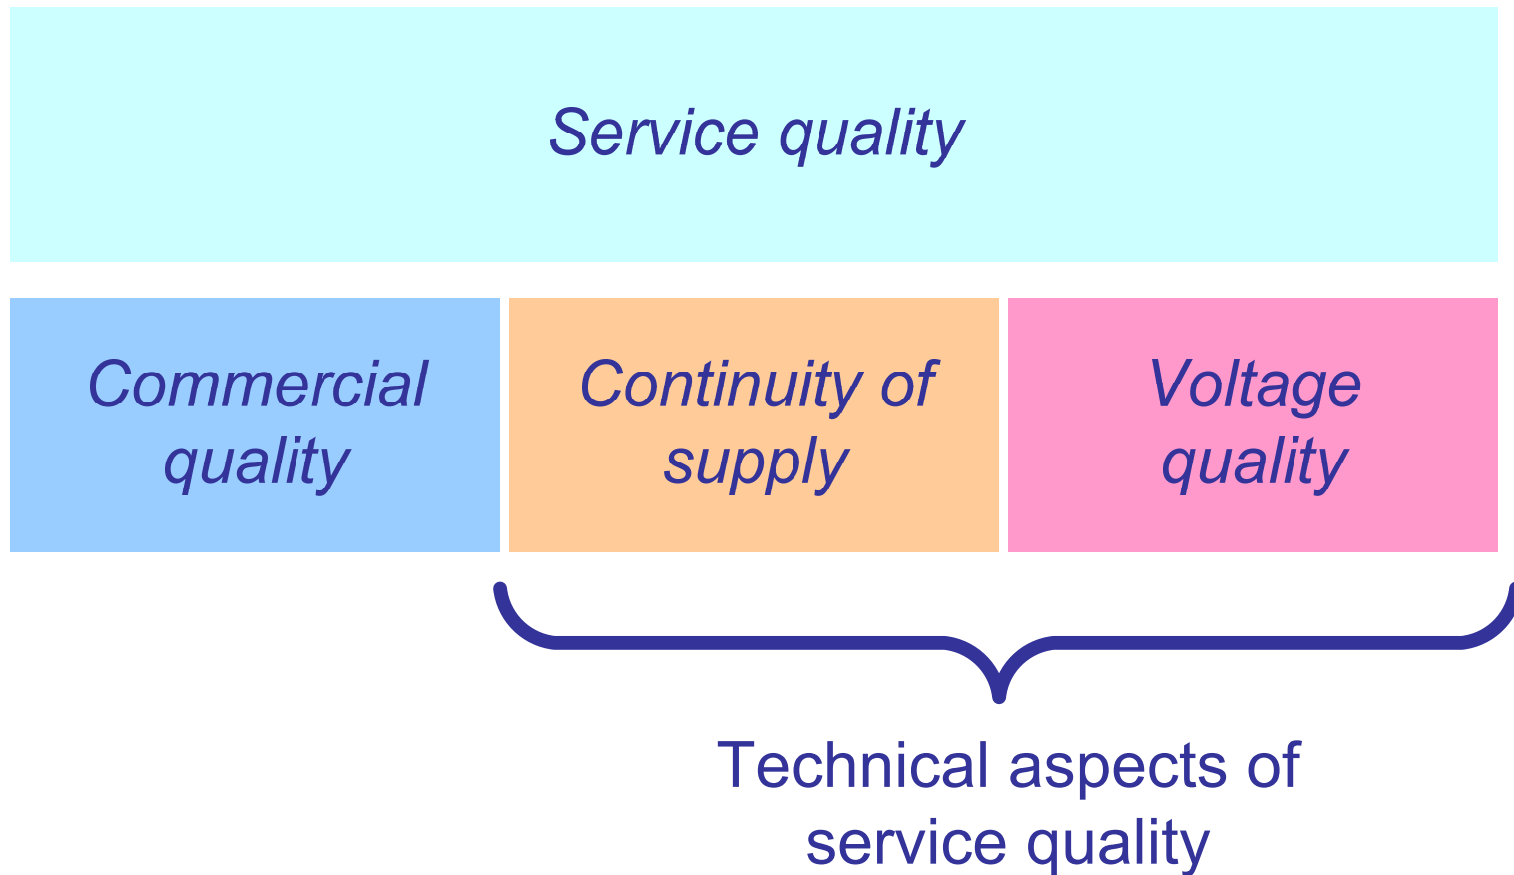 Service quality
Commercial
quality
Continuity of
supply
Voltage
quality
Technical aspects of
service quality